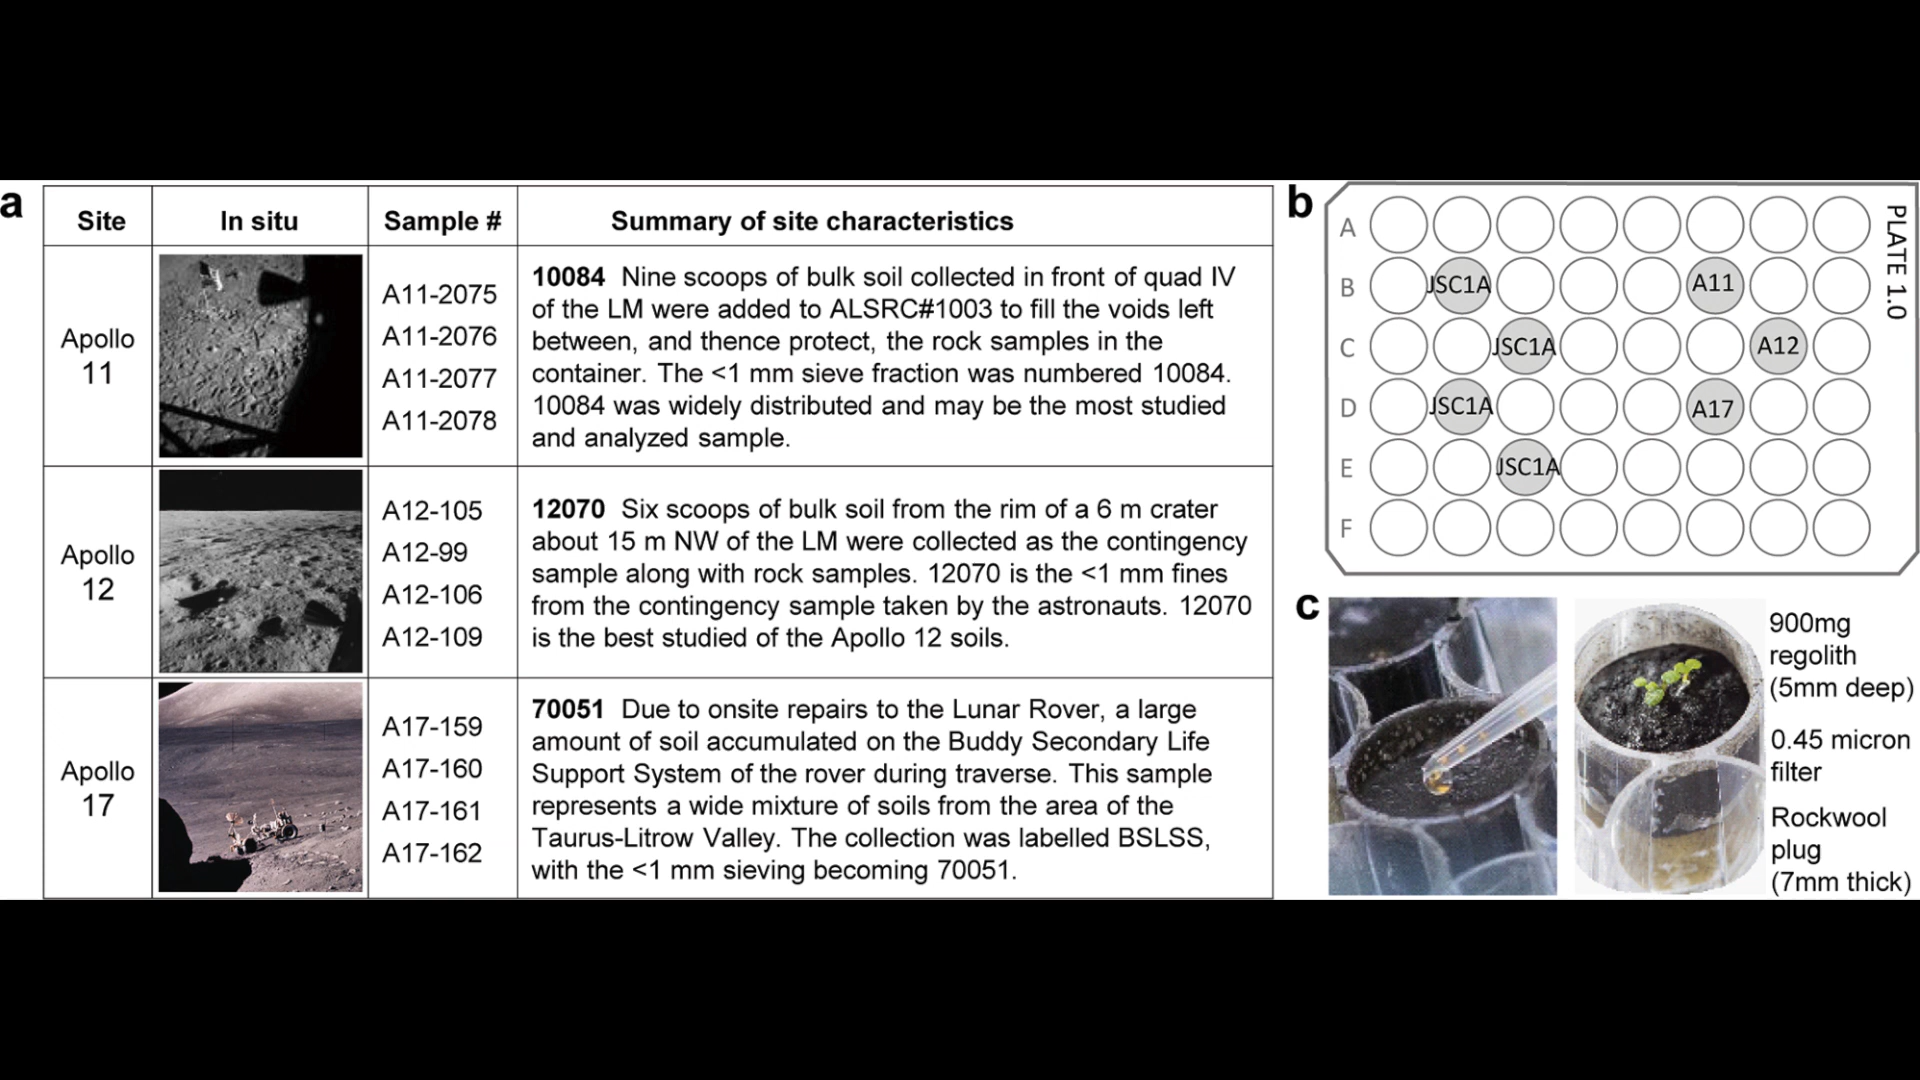 a
Site In situ Sample # Summary of site characteristics
Apollo
11
A11-2075
A11-2076
A11-2077
A11-2078
10084 Nine scoops of bulk soil collected in front of quad IV
of the LM were added to ALSRC#1003 to fill the voids left
between, and thence protect, the rock samples in the
container. The <1 mm sieve fraction was numbered 10084.
10084 was widely distributed and may be the most studied
and analyzed sample.
Apollo
12
A12-105
A12-99
A12-106
A12-109
12070 Six scoops of bulk soil from the rim of a 6 m crater
about 15 m NW of the LM were collected as the contingency
sample along with rock samples. 12070 is the <1 mm fines
from the contingency sample taken by the astronauts. 12070
is the best studied of the Apollo 12 soils.
Apollo
17
A17-159
A17-160
A17-161
A17-162
70051 Due to onsite repairs to the Lunar Rover, a large
amount of soil accumulated on the Buddy Secondary Life
Support System of the rover during traverse. This sample
represents a wide mixture of soils from the area of the
Taurus-Litrow Valley. The collection was labelled BSLSS,
with the <1 mm sieving becoming 70051.
b
A
B JSC1A A11
C JSC1A A12
D JSC1A A17
E JSC1A
F
PLATE 1.0
c
900mg
regolith
(5mm deep)
0.45 micron
filter
Rockwool
plug
(7mm thick)